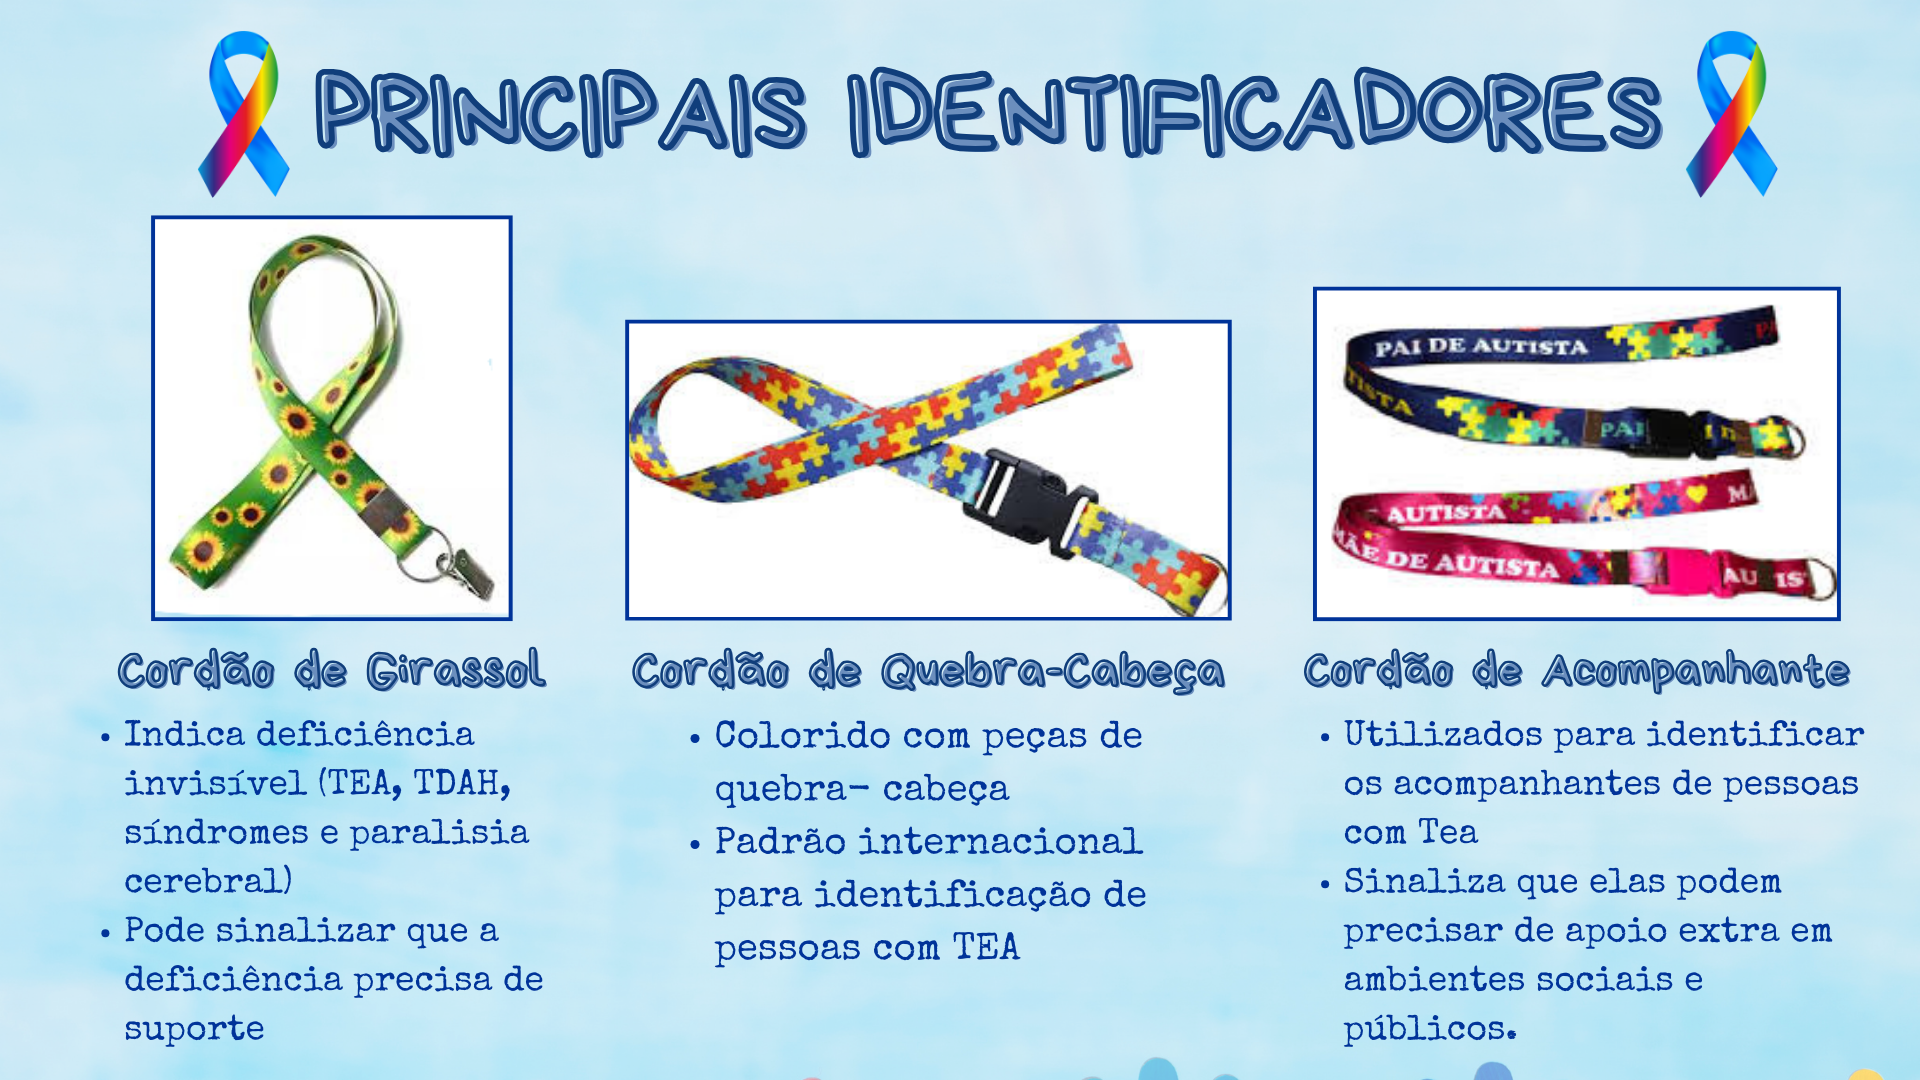 PRINCIPAIS IDENTIFICADORES
PAI DE AUTISTA
TISTA
PAI
AUTISTA
MÃE DE AUTISTA
Cordão de Girassol
• Indica deficiência
invisível (TEA, TDAH,
síndromes e paralisia
cerebral)
• Pode sinalizar que a
deficiência precisa de
suporte
Cordão de Quebra-Cabeça
• Colorido com peças de
quebra- cabeça
• Padrão internacional
para identificação de
pessoas com TEA
Cordão de Acompanhante
• Utilizados para identificar
os acompanhantes de pessoas
com Tea
• Sinaliza que elas podem
precisar de apoio extra em
ambientes sociais e
públicos.